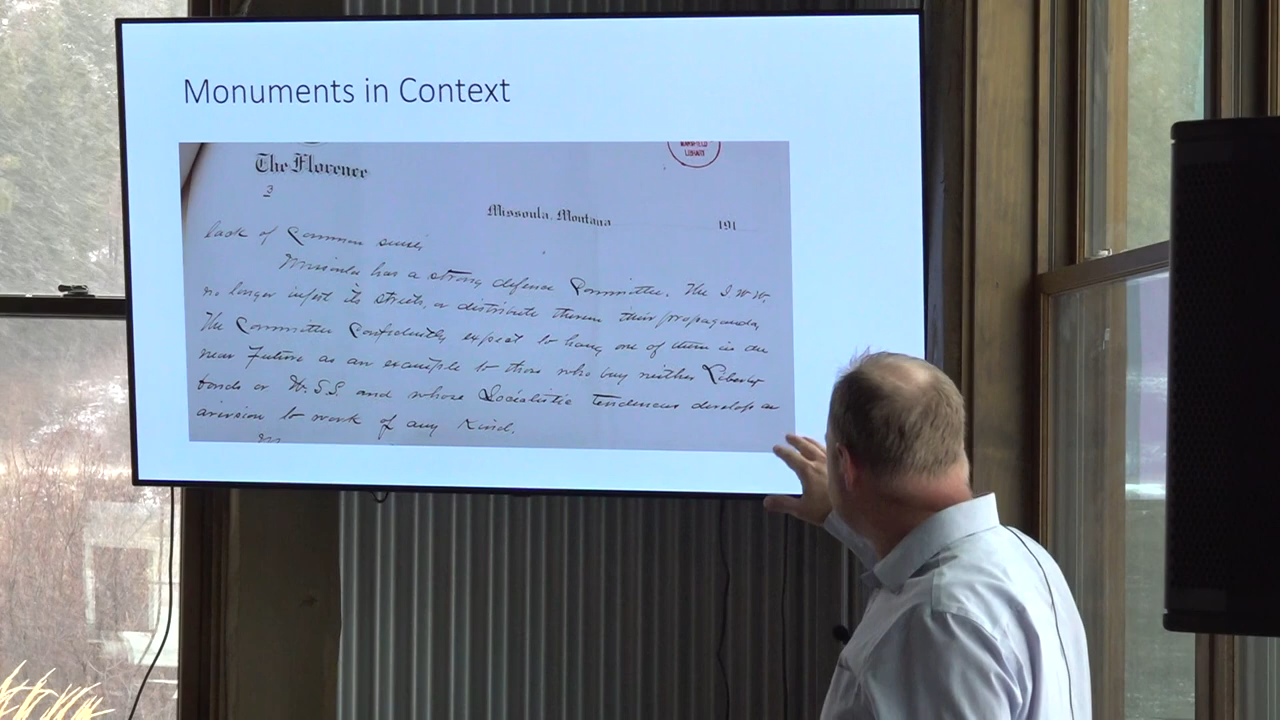 Monuments in Context
The Florence
3
MANSFIELD
LIBRARY
Missoula, Montana 191
lack of Common sense,
Missoula has a strong defense Committee. The I.W.W.
no longer infest its streets, or distribute therein their propaganda,
The Committee Confidently expect to hang one of them in the
near Future as an example to those who buy neither Liberty
bonds or W.S.S. and whose Socialistic tendencies develop an
aversion to work of any Kind.